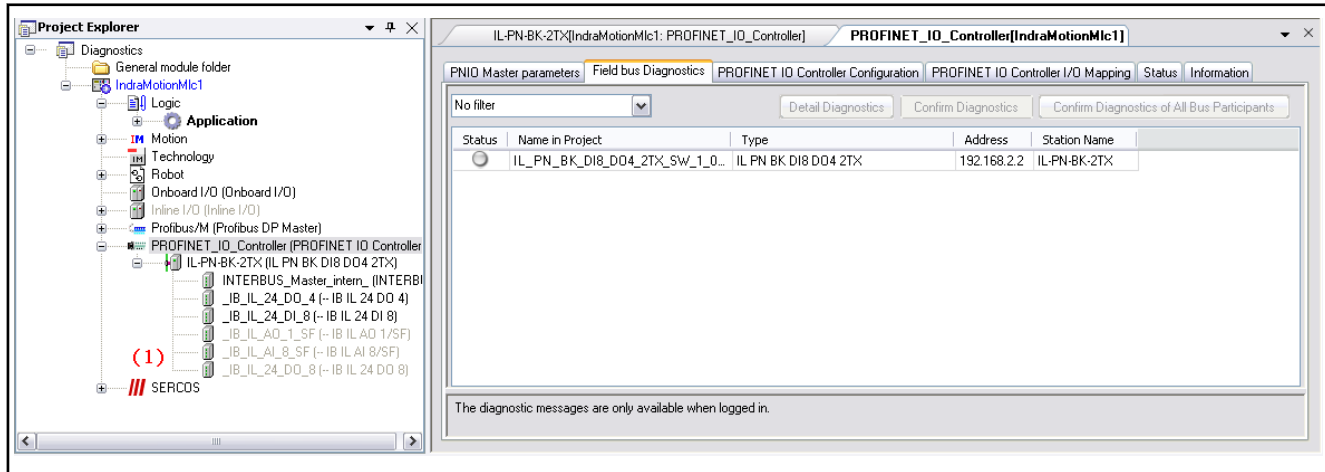 Project Explorer
Diagnostics
General module folder
IndraMotionMlc1
Logic
Application
IM Motion
IM Technology
Robot
Onboard I/O (Onboard I/O)
Inline I/O (Inline I/O)
Profibus/M (Profibus DP Master)
PROFINET_IO_Controller (PROFINET IO Controller
IL-PN-BK-2TX (IL PN BK DI8 DO4 2TX)
INTERBUS_Master_intern_ (INTERBI
_IB_IL_24_DO_4 (-- IB IL 24 DO 4)
_IB_IL_24_DI_8 (-- IB IL 24 DI 8)
_IB_IL_AO_1_SF (-- IB IL AO 1/SF)
(1) _IB_IL_AI_8_SF (-- IB IL AI 8/SF)
_IB_IL_24_DO_8 (-- IB IL 24 DO 8)
SERCOS
IL-PN-BK-2TX[IndraMotionMlc1: PROFINET_IO_Controller] PROFINET_IO_Controller[IndraMotionMlc1]
PNIO Master parameters Field bus Diagnostics PROFINET IO Controller Configuration PROFINET IO Controller I/O Mapping Status Information
No filter Detail Diagnostics Confirm Diagnostics Confirm Diagnostics of All Bus Participants
Status Name in Project Type Address Station Name
IL_PN_BK_DI8_DO4_2TX_SW_1_0... IL PN BK DI8 DO4 2TX 192.168.2.2 IL-PN-BK-2TX
The diagnostic messages are only available when logged in.